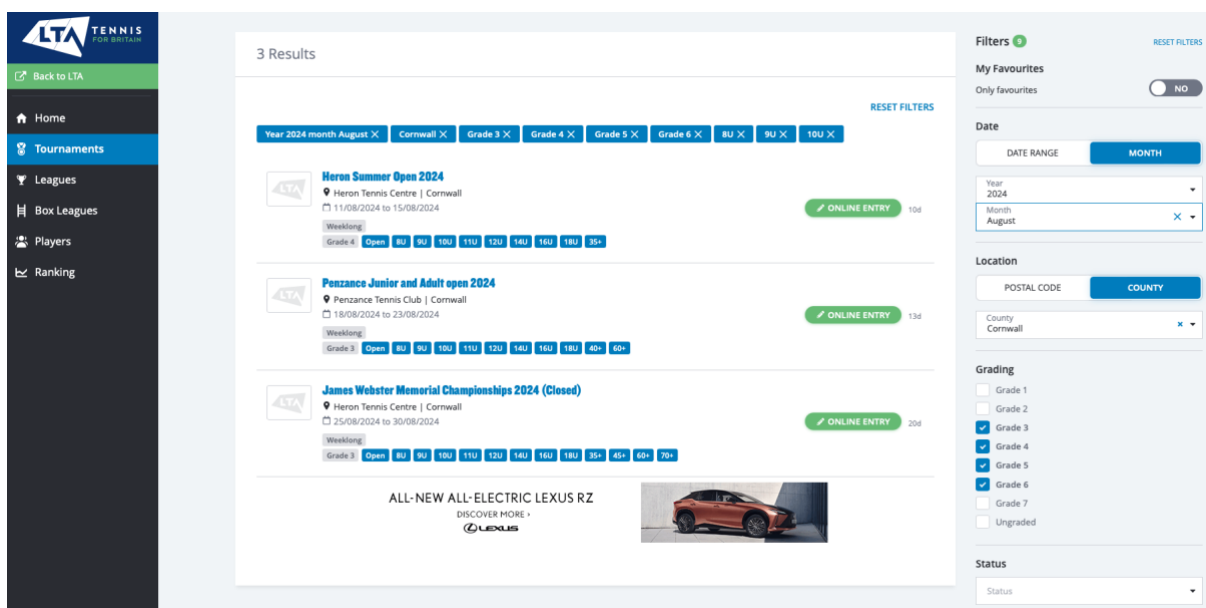 LTA TENNIS
FOR BRITAIN
Back to LTA
Home
Tournaments
Leagues
Box Leagues
Players
Ranking
3 Results
RESET FILTERS
Year 2024 month August X Cornwall X Grade 3 X Grade 4 X Grade 5 X Grade 6 X 8U X 9U X 10U X
LTA
Heron Summer Open 2024
Heron Tennis Centre | Cornwall
11/08/2024 to 15/08/2024
ONLINE ENTRY 10d
Weeklong
Grade 4 Open 8U 9U 10U 11U 12U 14U 16U 18U 35+
LTA
Penzance Junior and Adult open 2024
Penzance Tennis Club | Cornwall
18/08/2024 to 23/08/2024
ONLINE ENTRY 13d
Weeklong
Grade 3 Open 8U 9U 10U 11U 12U 14U 16U 18U 40+ 60+
LTA
James Webster Memorial Championships 2024 (Closed)
Heron Tennis Centre | Cornwall
25/08/2024 to 30/08/2024
ONLINE ENTRY 20d
Weeklong
Grade 3 Open 8U 9U 10U 11U 12U 14U 16U 18U 35+ 45+ 60+ 70+
ALL-NEW ALL-ELECTRIC LEXUS RZ
DISCOVER MORE ›
LEXUS
Filters 9 RESET FILTERS
My Favourites
Only favourites NO
Date
DATE RANGE MONTH
Year
2024
Month
August
Location
POSTAL CODE COUNTY
County
Cornwall
Grading
Grade 1
Grade 2
Grade 3
Grade 4
Grade 5
Grade 6
Grade 7
Ungraded
Status
Status